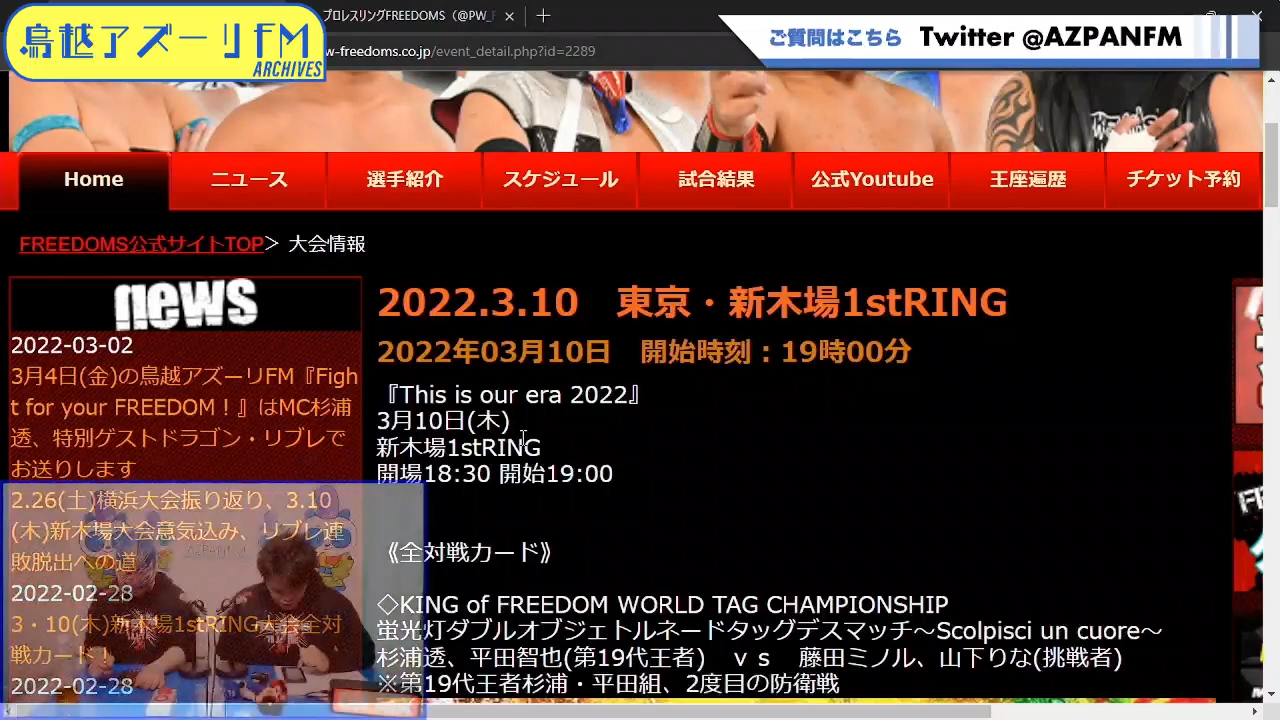 鳥越アズーリFM
ARCHIVES
プロレスリングFREEDOMS（@PW_F
w-freedoms.co.jp/event_detail.php?id=2289
ご質問はこちら Twitter @AZPANFM
Home ニュース 選手紹介 スケジュール 試合結果 公式Youtube 王座遍歴 チケット予約
FREEDOMS公式サイトTOP> 大会情報
news
2022-03-02
3月4日(金)の鳥越アズーリFM『Figh
t for your FREEDOM！』はMC杉浦
透、特別ゲストドラゴン・リブレで
お送りします
2.26(土)横浜大会振り返り、3.10
(木)新木場大会意気込み、リブレ連
敗脱出への道
2022-02-28
3・10(木)新木場1stRING大会全対
戦カード！
2022-02-28
2022.3.10　東京・新木場1stRING
2022年03月10日　開始時刻：19時00分
『This is our era 2022』
3月10日(木)
新木場1stRING
開場18:30 開始19:00
《全対戦カード》
◇KING of FREEDOM WORLD TAG CHAMPIONSHIP
蛍光灯ダブルオブジェトルネードタッグデスマッチ～Scolpisci un cuore～
杉浦透、平田智也(第19代王者)　ｖｓ　藤田ミノル、山下りな(挑戦者)
※第19代王者杉浦・平田組、2度目の防衛戦